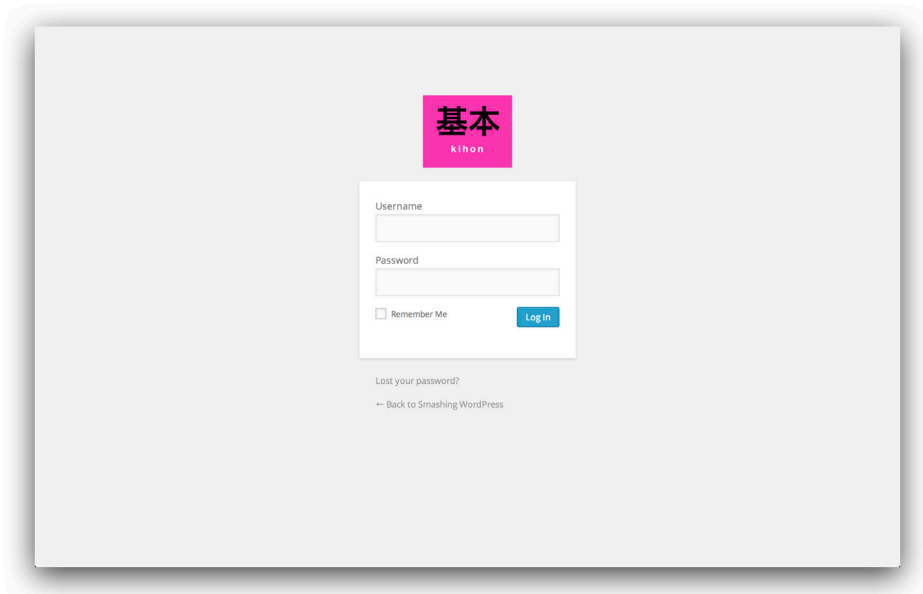 基本
kihon
Username
Password
Remember Me
Log In
Lost your password?
← Back to Smashing WordPress